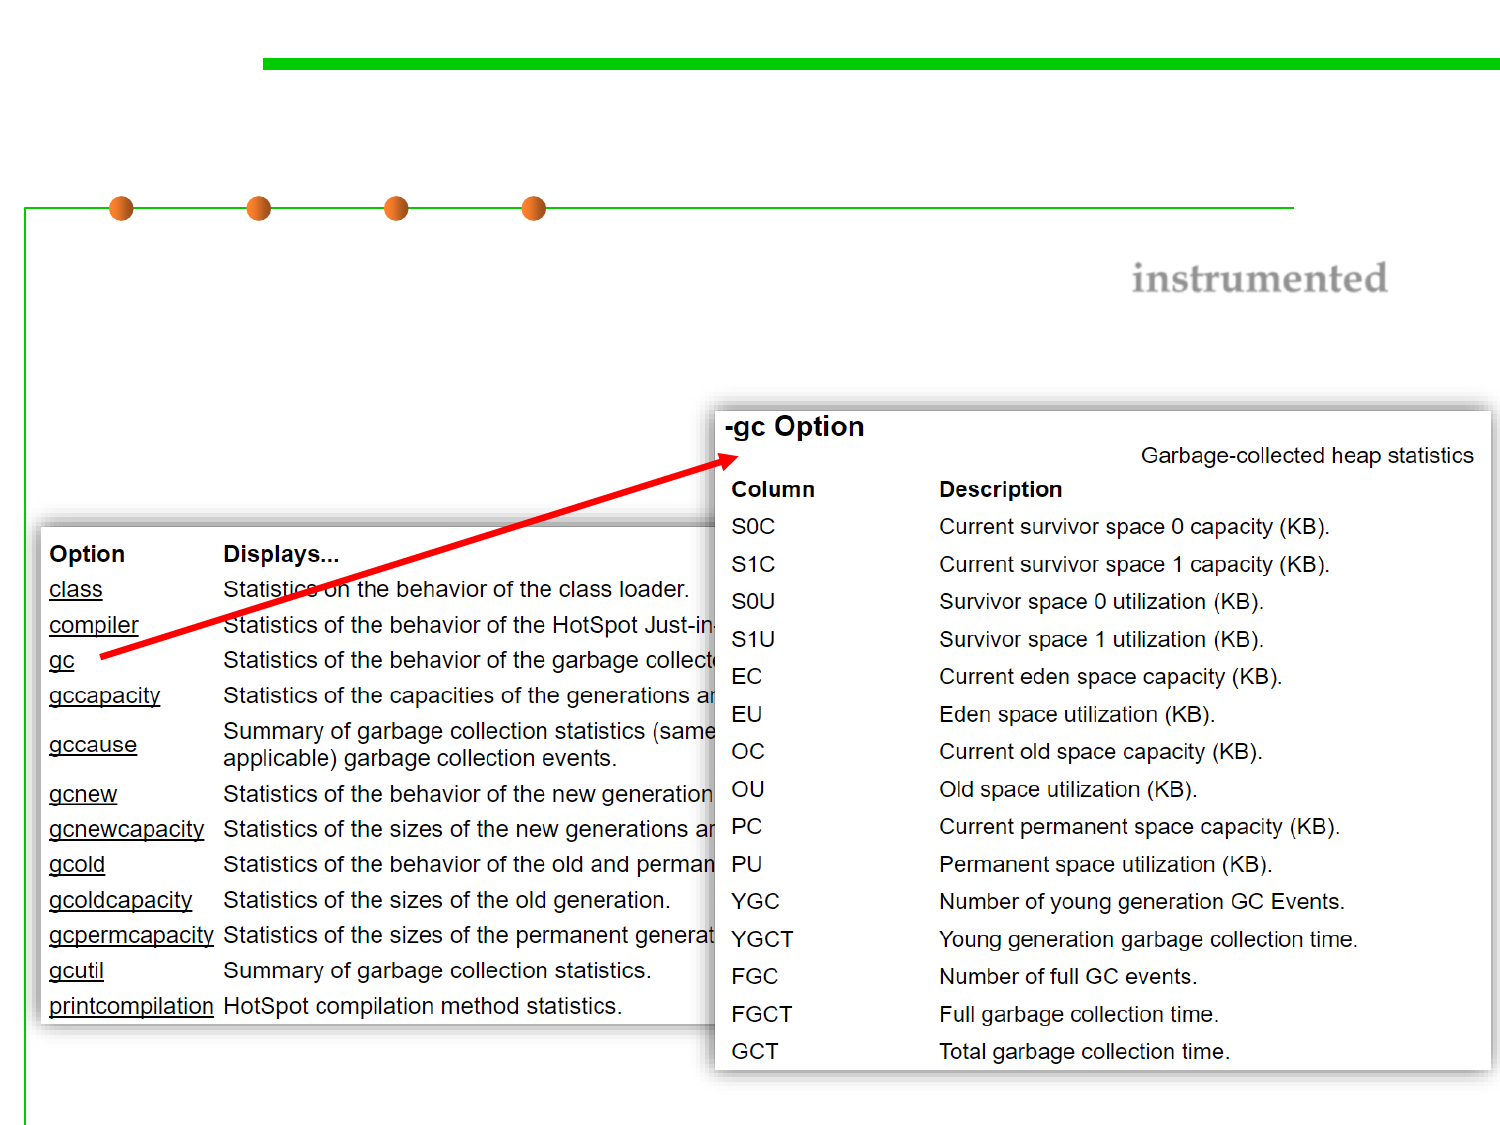 instrumented
-gc Option
Garbage-collected heap statistics
Column Description
S0C Current survivor space 0 capacity (KB).
S1C Current survivor space 1 capacity (KB).
S0U Survivor space 0 utilization (KB).
S1U Survivor space 1 utilization (KB).
EC Current eden space capacity (KB).
EU Eden space utilization (KB).
OC Current old space capacity (KB).
OU Old space utilization (KB).
PC Current permanent space capacity (KB).
PU Permanent space utilization (KB).
YGC Number of young generation GC Events.
YGCT Young generation garbage collection time.
FGC Number of full GC events.
FGCT Full garbage collection time.
GCT Total garbage collection time.
Option Displays...
class Statistics on the behavior of the class loader.
compiler Statistics of the behavior of the HotSpot Just-in
gc Statistics of the behavior of the garbage collect
gccapacity Statistics of the capacities of the generations
gccause Summary of garbage collection statistics (same
applicable) garbage collection events.
gcnew Statistics of the behavior of the new generation
gcnewcapacity Statistics of the sizes of the new generations
gcold Statistics of the behavior of the old and perman
gcoldcapacity Statistics of the sizes of the old generation.
gcpermcapacity Statistics of the sizes of the permanent generat
gcutil Summary of garbage collection statistics.
printcompilation HotSpot compilation method statistics.